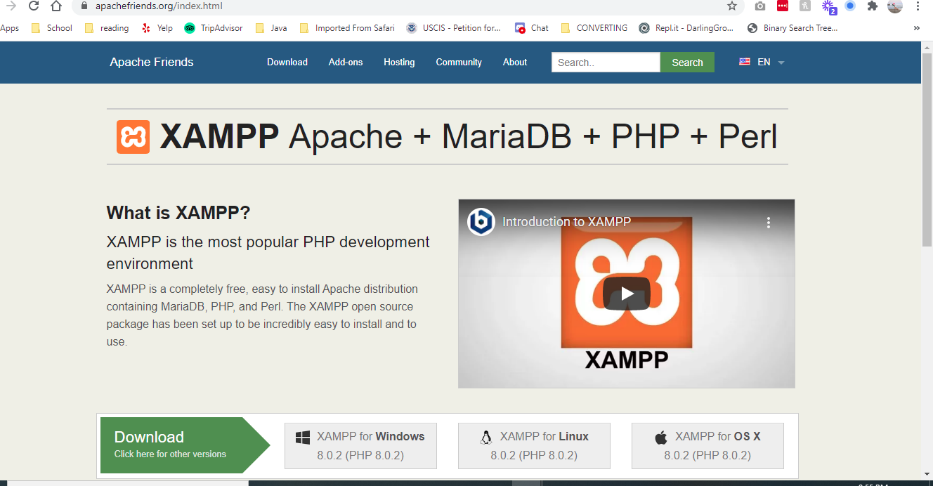 apachefriends.org/index.html
Apps School reading Yelp TripAdvisor Java Imported From Safari USCIS - Petition for... Chat CONVERTING Repl.it - DarlingGro... Binary Search Tree... »
2
Apache Friends Download Add-ons Hosting Community About Search.. Search EN
XAMPP Apache + MariaDB + PHP + Perl
What is XAMPP?
XAMPP is the most popular PHP development
environment
XAMPP is a completely free, easy to install Apache distribution
containing MariaDB, PHP, and Perl. The XAMPP open source
package has been set up to be incredibly easy to install and to
use.
Introduction to XAMPP
XAMPP
Download
Click here for other versions
XAMPP for Windows
8.0.2 (PHP 8.0.2)
XAMPP for Linux
8.0.2 (PHP 8.0.2)
XAMPP for OS X
8.0.2 (PHP 8.0.2)